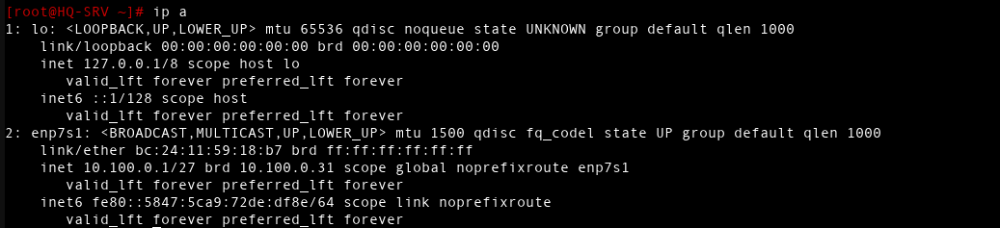 [root@HQ-SRV ~]# ip a
1: lo: <LOOPBACK,UP,LOWER_UP> mtu 65536 qdisc noqueue state UNKNOWN group default qlen 1000
    link/loopback 00:00:00:00:00:00 brd 00:00:00:00:00:00
    inet 127.0.0.1/8 scope host lo
       valid_lft forever preferred_lft forever
    inet6 ::1/128 scope host
       valid_lft forever preferred_lft forever
2: enp7s1: <BROADCAST,MULTICAST,UP,LOWER_UP> mtu 1500 qdisc fq_codel state UP group default qlen 1000
    link/ether bc:24:11:59:18:b7 brd ff:ff:ff:ff:ff:ff
    inet 10.100.0.1/27 brd 10.100.0.31 scope global noprefixroute enp7s1
       valid_lft forever preferred_lft forever
    inet6 fe80::5847:5ca9:72de:df8e/64 scope link noprefixroute
       valid_lft forever preferred_lft forever